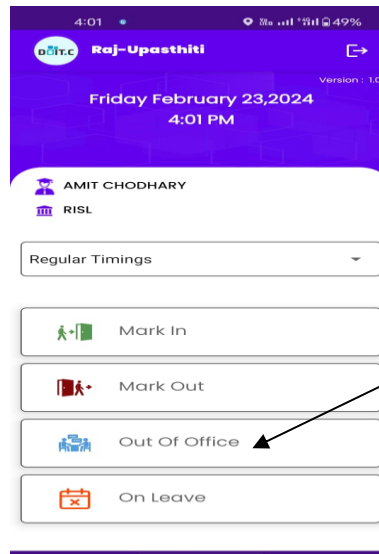 4:01 49%
DOIT.C Raj-Upasthiti
Version : 1.0
Friday February 23,2024
4:01 PM
AMIT CHODHARY
RISL
Regular Timings
Mark In
Mark Out
Out Of Office
On Leave